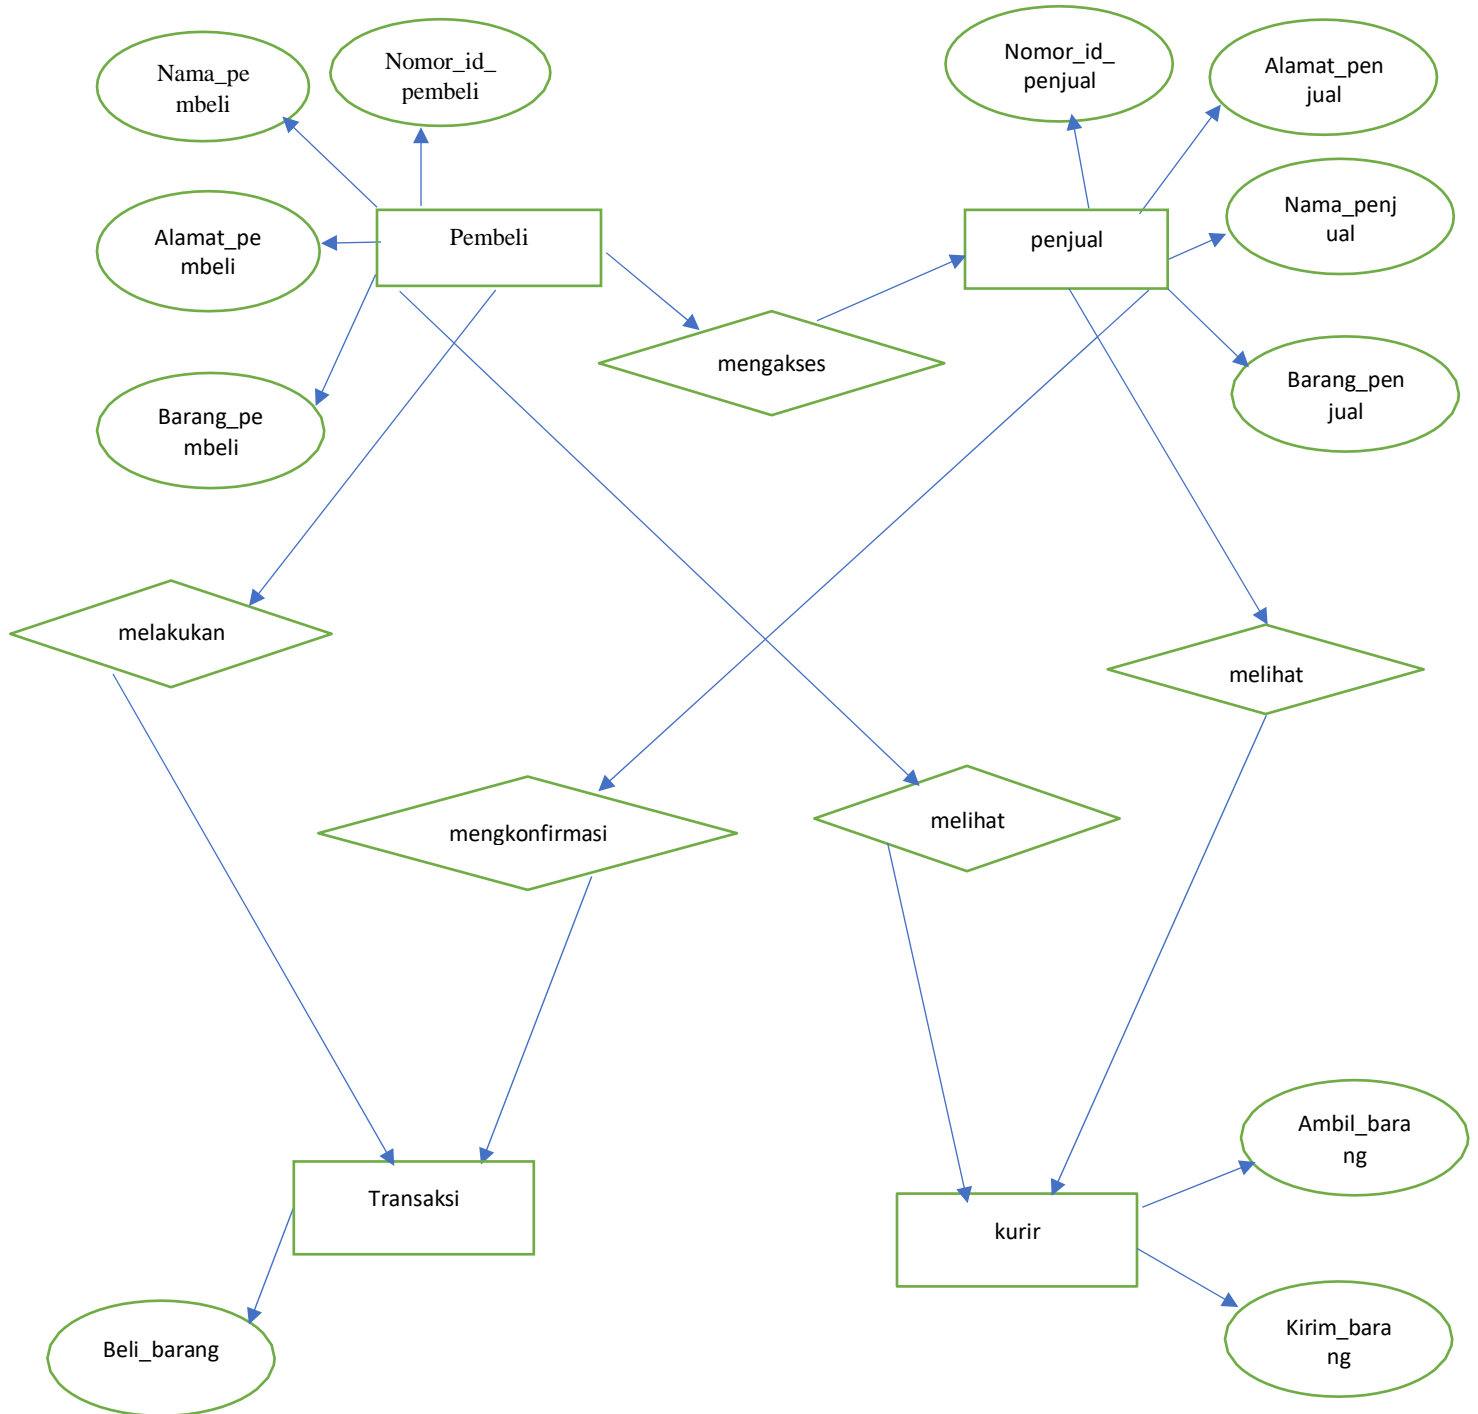 Nama_pe
mbeli
Nomor_id_
pembeli
Nomor_id_
penjual
Alamat_pen
jual
Alamat_pe
mbeli
Pembeli
penjual
Nama_penj
ual
mengakses
Barang_pe
mbeli
Barang_pen
jual
melakukan
melihat
mengkonfirmasi
melihat
Transaksi
kurir
Ambil_bara
ng
Beli_barang
Kirim_bara
ng